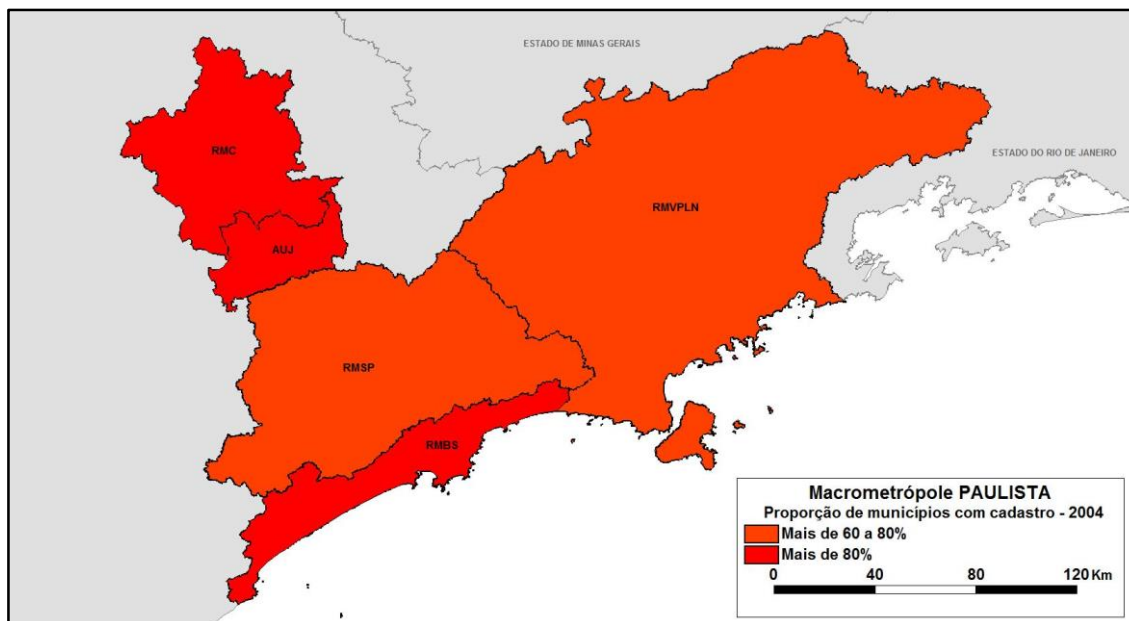 ESTADO DE MINAS GERAIS
RMC
ESTADO DO RIO DE JANEIRO
RMVPLN
AUJ
RMSP
RMBS
Macrometrópole PAULISTA
Proporção de municípios com cadastro - 2004
Mais de 60 a 80%
Mais de 80%
0 40 80 120 Km